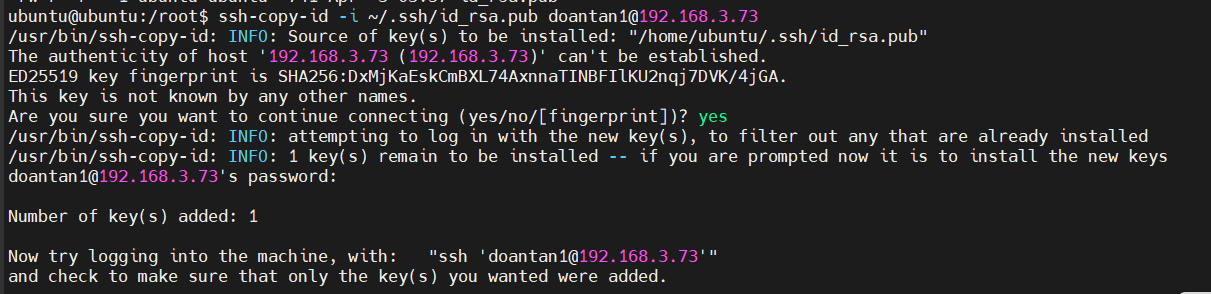 ubuntu@ubuntu:/root$ ssh-copy-id -i ~/.ssh/id_rsa.pub doantan1@192.168.3.73
/usr/bin/ssh-copy-id: INFO: Source of key(s) to be installed: "/home/ubuntu/.ssh/id_rsa.pub"
The authenticity of host '192.168.3.73 (192.168.3.73)' can't be established.
ED25519 key fingerprint is SHA256:DxMjKaEskCmBXL74AxnnaTINBFIlKU2nqj7DVK/4jGA.
This key is not known by any other names.
Are you sure you want to continue connecting (yes/no/[fingerprint])? yes
/usr/bin/ssh-copy-id: INFO: attempting to log in with the new key(s), to filter out any that are already installed
/usr/bin/ssh-copy-id: INFO: 1 key(s) remain to be installed -- if you are prompted now it is to install the new keys
doantan1@192.168.3.73's password:
Number of key(s) added: 1
Now try logging into the machine, with:   "ssh 'doantan1@192.168.3.73'"
and check to make sure that only the key(s) you wanted were added.